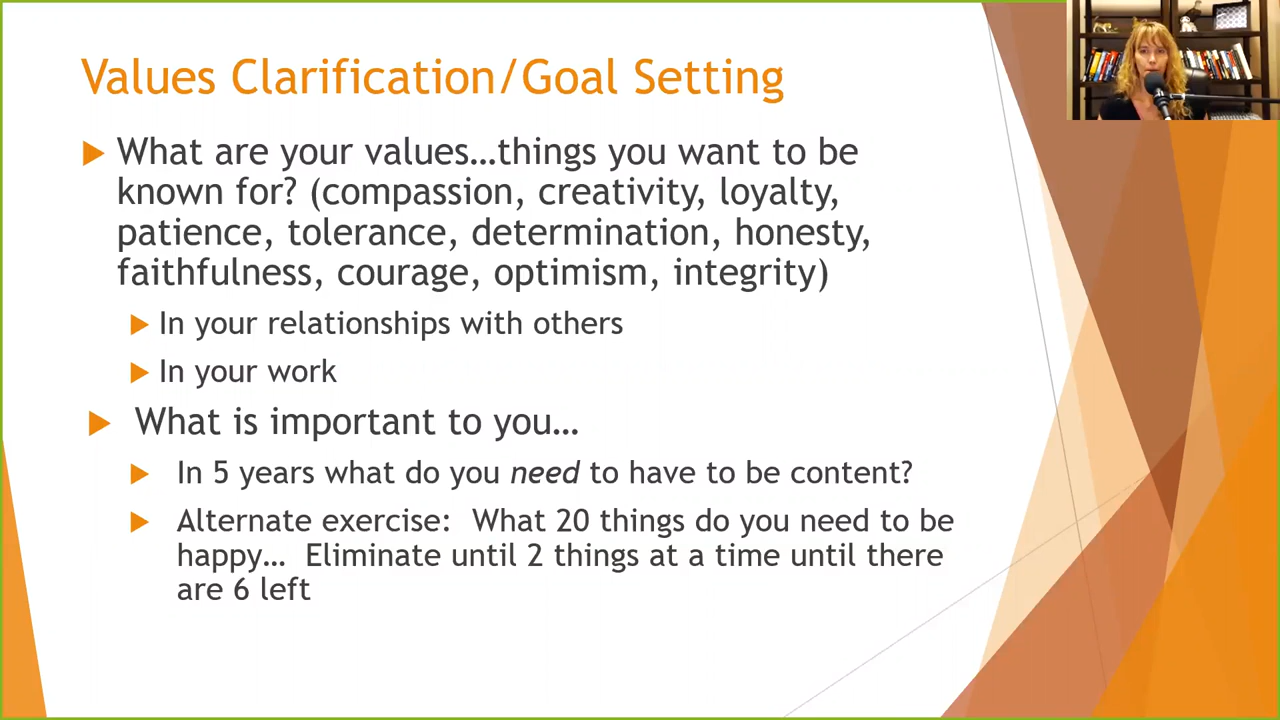 Values Clarification/Goal Setting
What are your values…things you want to be
known for? (compassion, creativity, loyalty,
patience, tolerance, determination, honesty,
faithfulness, courage, optimism, integrity)
In your relationships with others
In your work
What is important to you…
In 5 years what do you need to have to be content?
Alternate exercise:  What 20 things do you need to be
happy…  Eliminate until 2 things at a time until there
are 6 left